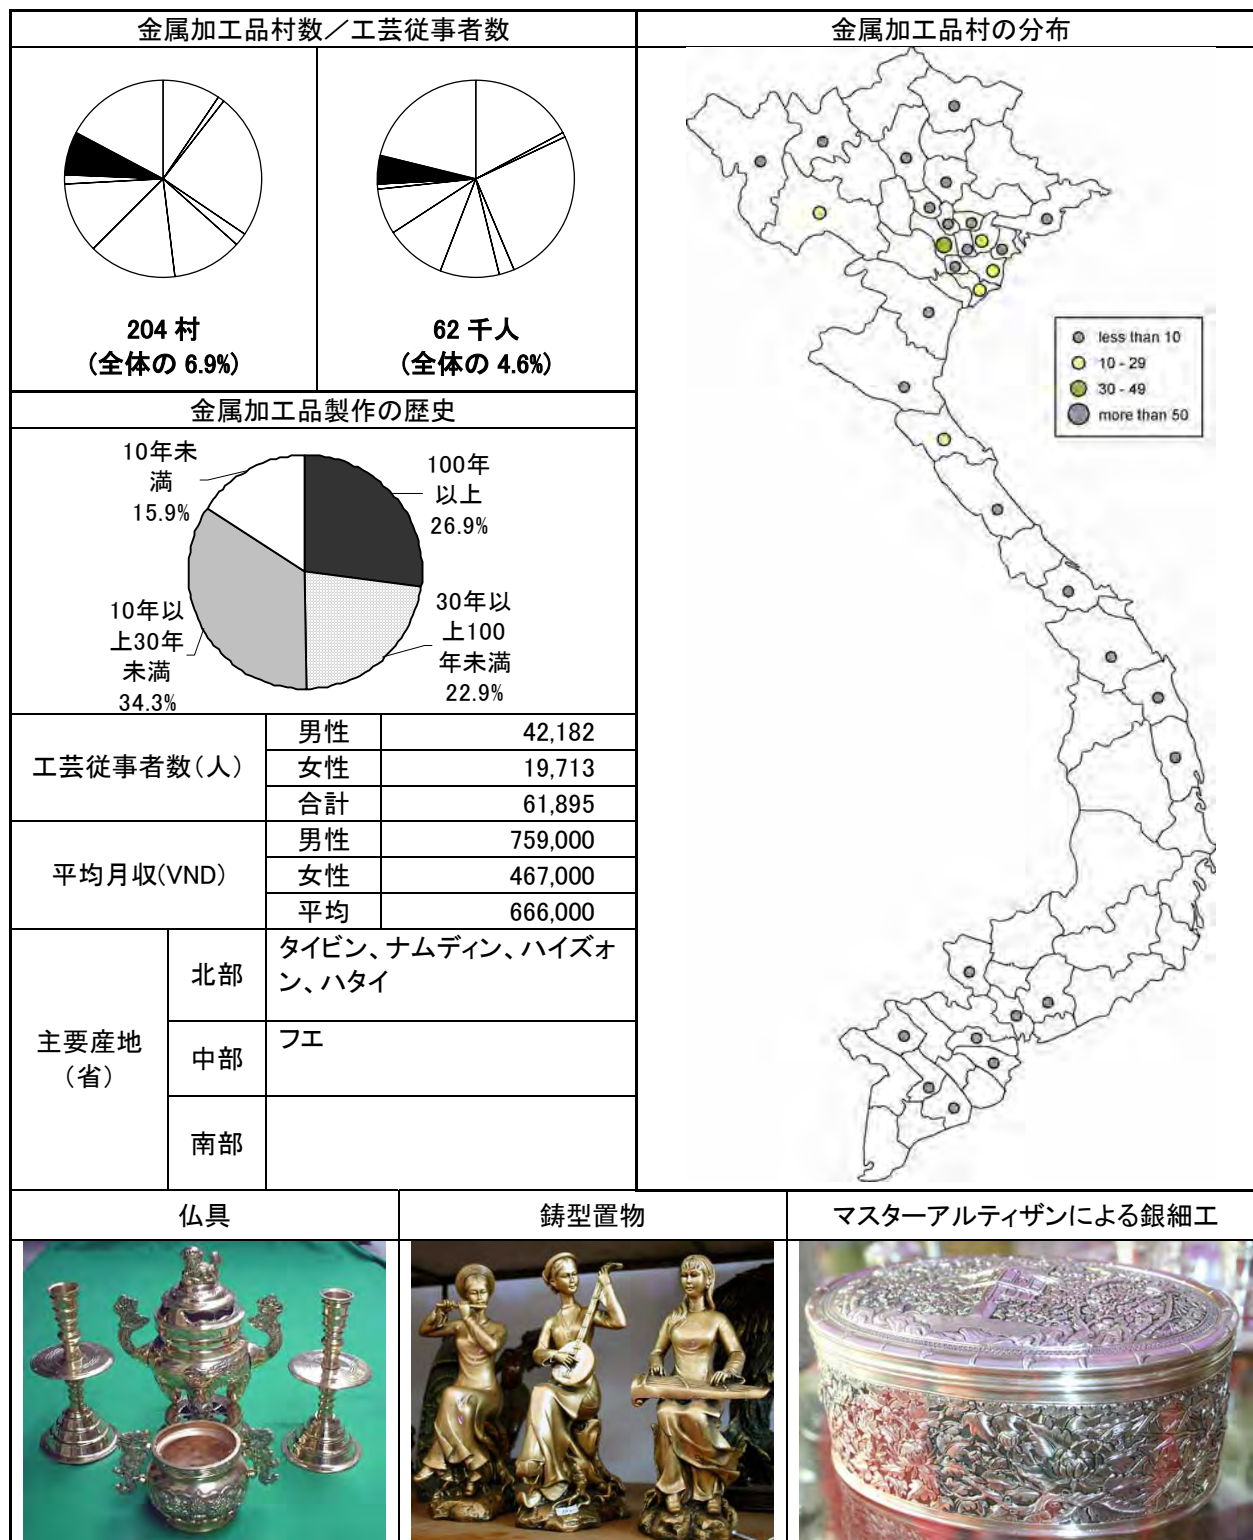 金属加工品村数／工芸従事者数
204 村
(全体の 6.9%)
62 千人
(全体の 4.6%)
金属加工品製作の歴史
10年未
満
15.9%
100年
以上
26.9%
10年以
上30年
未満
34.3%
30年以
上100
年未満
22.9%
工芸従事者数（人）
男性
42,182
女性
19,713
合計
61,895
平均月収(VND)
男性
759,000
女性
467,000
平均
666,000
主要産地
（省）
北部
タイビン、ナムディン、ハイズォ
ン、ハタイ
中部
フエ
南部
金属加工品村の分布
less than 10
10 - 29
30 - 49
more than 50
仏具
鋳型置物
マスターアルティザンによる銀細工